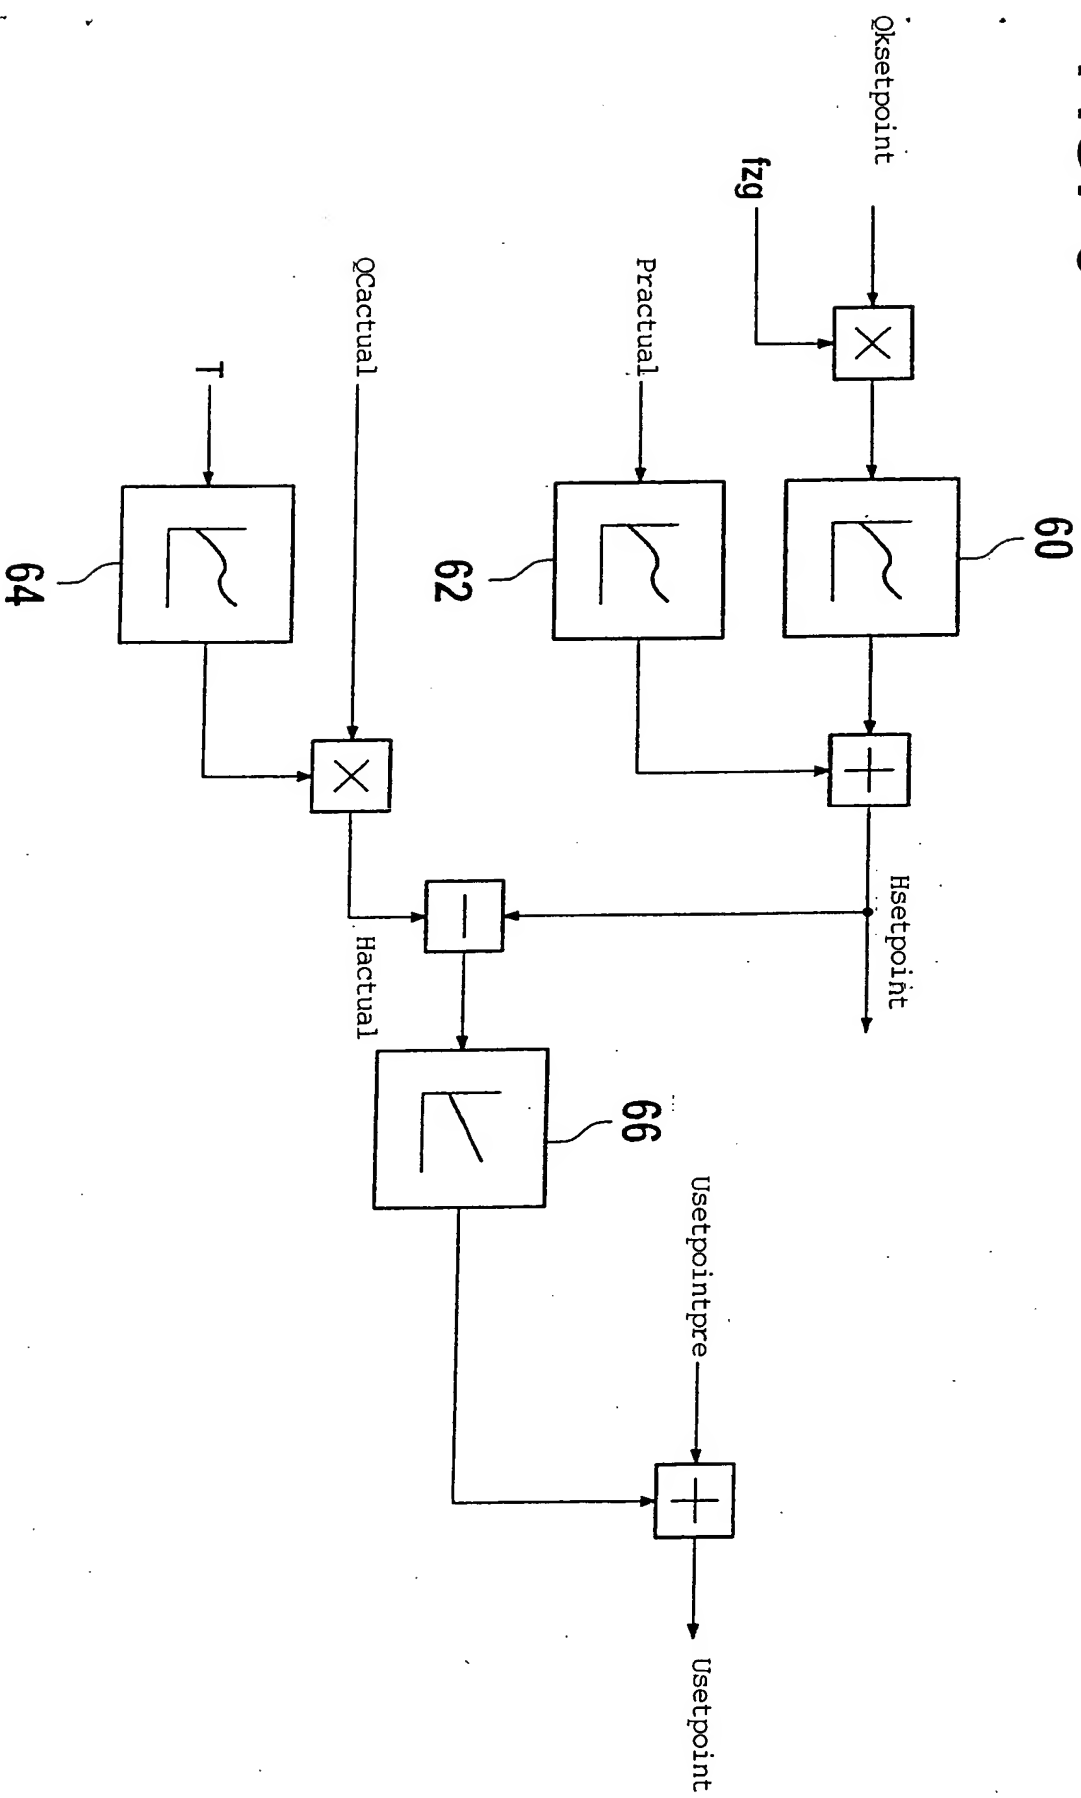 Qksetpoint
fzg
60
Practual
62
QCactual
T
64
Hsetpoint
Hactual
66
Usetpointpre
Usetpoint